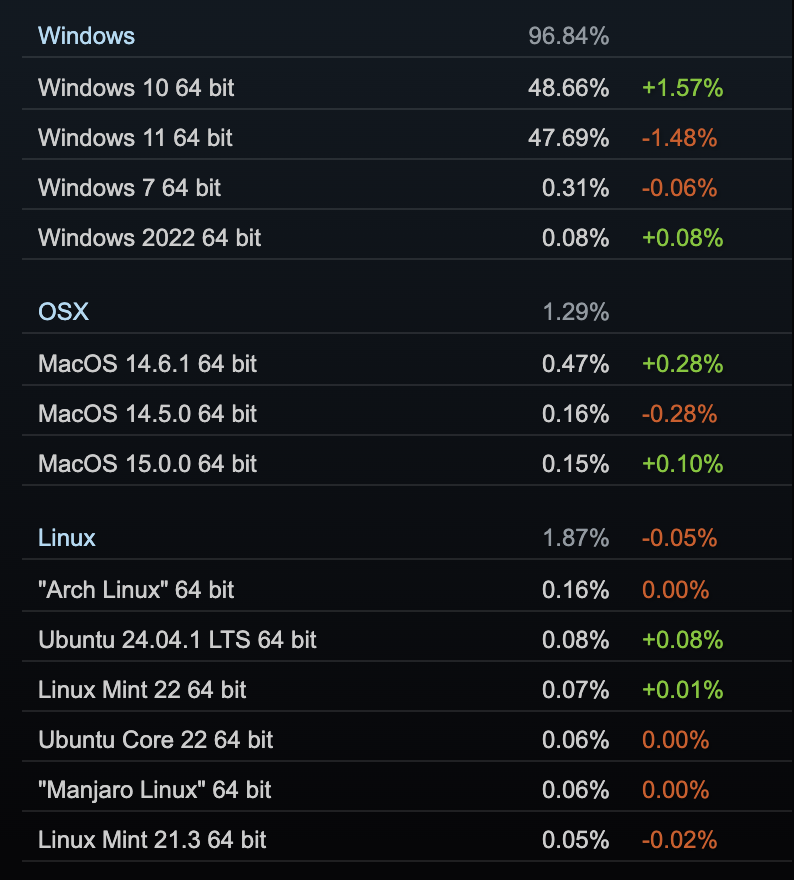 Windows 96.84%
Windows 10 64 bit 48.66% +1.57%
Windows 11 64 bit 47.69% -1.48%
Windows 7 64 bit 0.31% -0.06%
Windows 2022 64 bit 0.08% +0.08%
OSX 1.29%
MacOS 14.6.1 64 bit 0.47% +0.28%
MacOS 14.5.0 64 bit 0.16% -0.28%
MacOS 15.0.0 64 bit 0.15% +0.10%
Linux 1.87% -0.05%
"Arch Linux" 64 bit 0.16% 0.00%
Ubuntu 24.04.1 LTS 64 bit 0.08% +0.08%
Linux Mint 22 64 bit 0.07% +0.01%
Ubuntu Core 22 64 bit 0.06% 0.00%
"Manjaro Linux" 64 bit 0.06% 0.00%
Linux Mint 21.3 64 bit 0.05% -0.02%